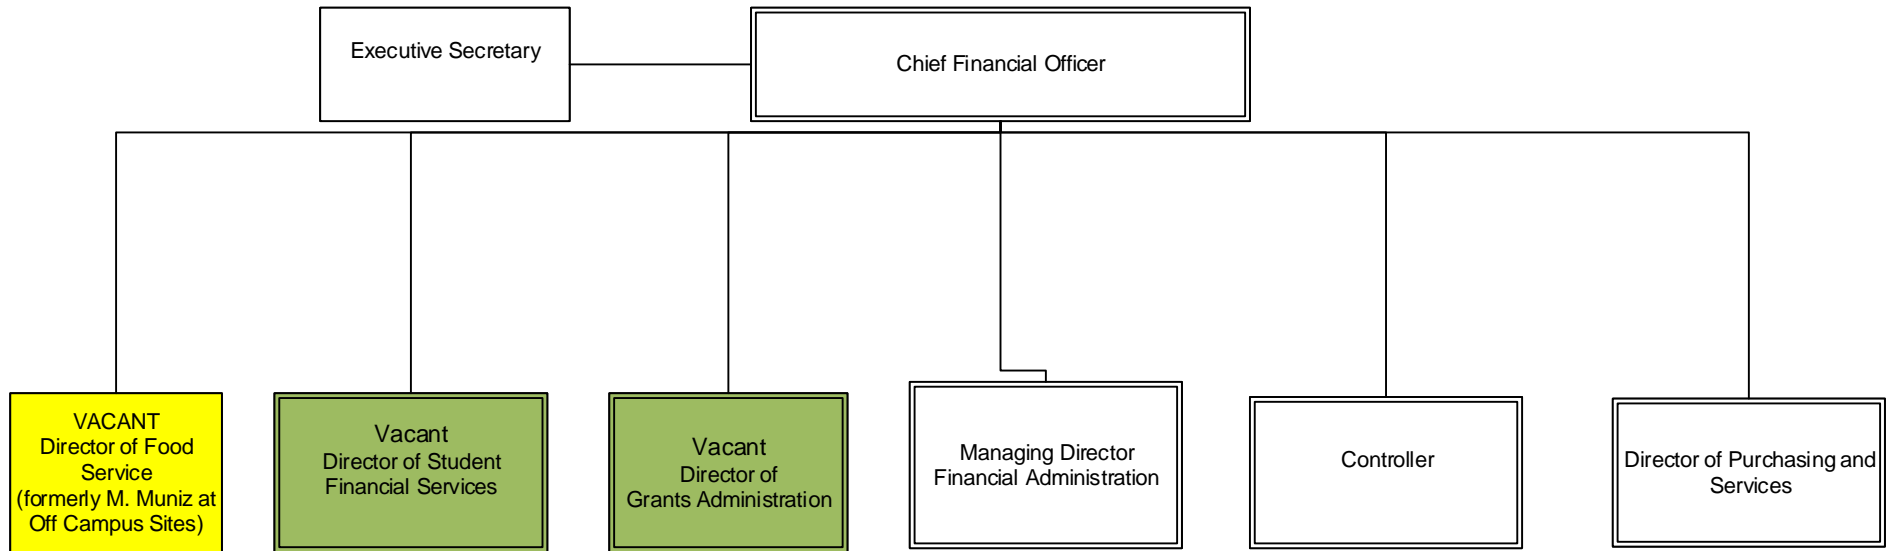 Executive Secretary
Chief Financial Officer
VACANT
Director of Food
Service
(formerly M. Muniz at
Off Campus Sites)
Vacant
Director of Student
Financial Services
Vacant
Director of
Grants Administration
Managing Director
Financial Administration
Controller
Director of Purchasing and
Services